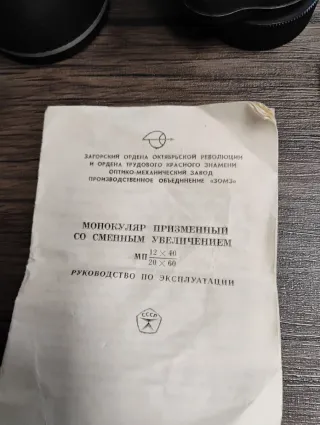 ЗАГОРСКИЙ ОРДЕНА ОКТЯБРЬСКОЙ РЕВОЛЮЦИИ
И ОРДЕНА ТРУДОВОГО КРАСНОГО ЗНАМЕНИ
ОПТИКО-МЕХАНИЧЕСКИЙ ЗАВОД
ПРОИЗВОДСТВЕННОЕ ОБЪЕДИНЕНИЕ «ЗОМЗ»
МОНОКУЛЯР ПРИЗМЕННЫЙ
СО СМЕННЫМ УВЕЛИЧЕНИЕМ
МП 12 × 40
20 × 60
РУКОВОДСТВО ПО ЭКСПЛУАТАЦИИ
СССР